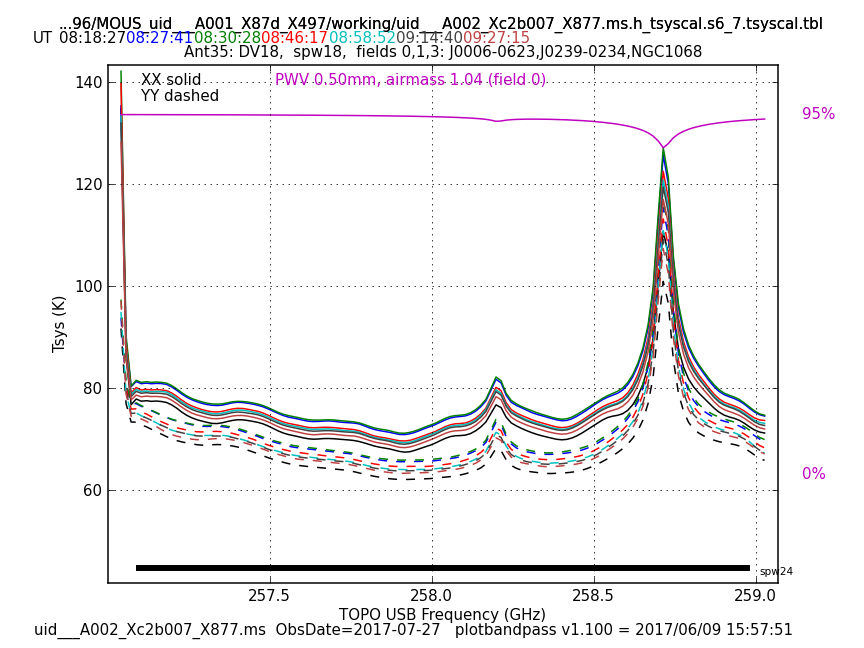 ...96/MOUS_uid___A001_X87d_X497/working/uid___A002_Xc2b007_X877.ms.h_tsyscal.s6_7.tsyscal.tbl
UT 08:18:27 08:27:41 08:30:28 08:46:17 08:58:52 09:14:40 09:27:15
Ant35: DV18, spw18, fields 0,1,3: J0006-0623,J0239-0234,NGC1068
XX solid
YY dashed
PWV 0.50mm, airmass 1.04 (field 0)
95%
0%
140
120
100
80
60
Tsys (K)
spw24
257.5 258.0 258.5 259.0
TOPO USB Frequency (GHz)
uid___A002_Xc2b007_X877.ms ObsDate=2017-07-27 plotbandpass v1.100 = 2017/06/09 15:57:51